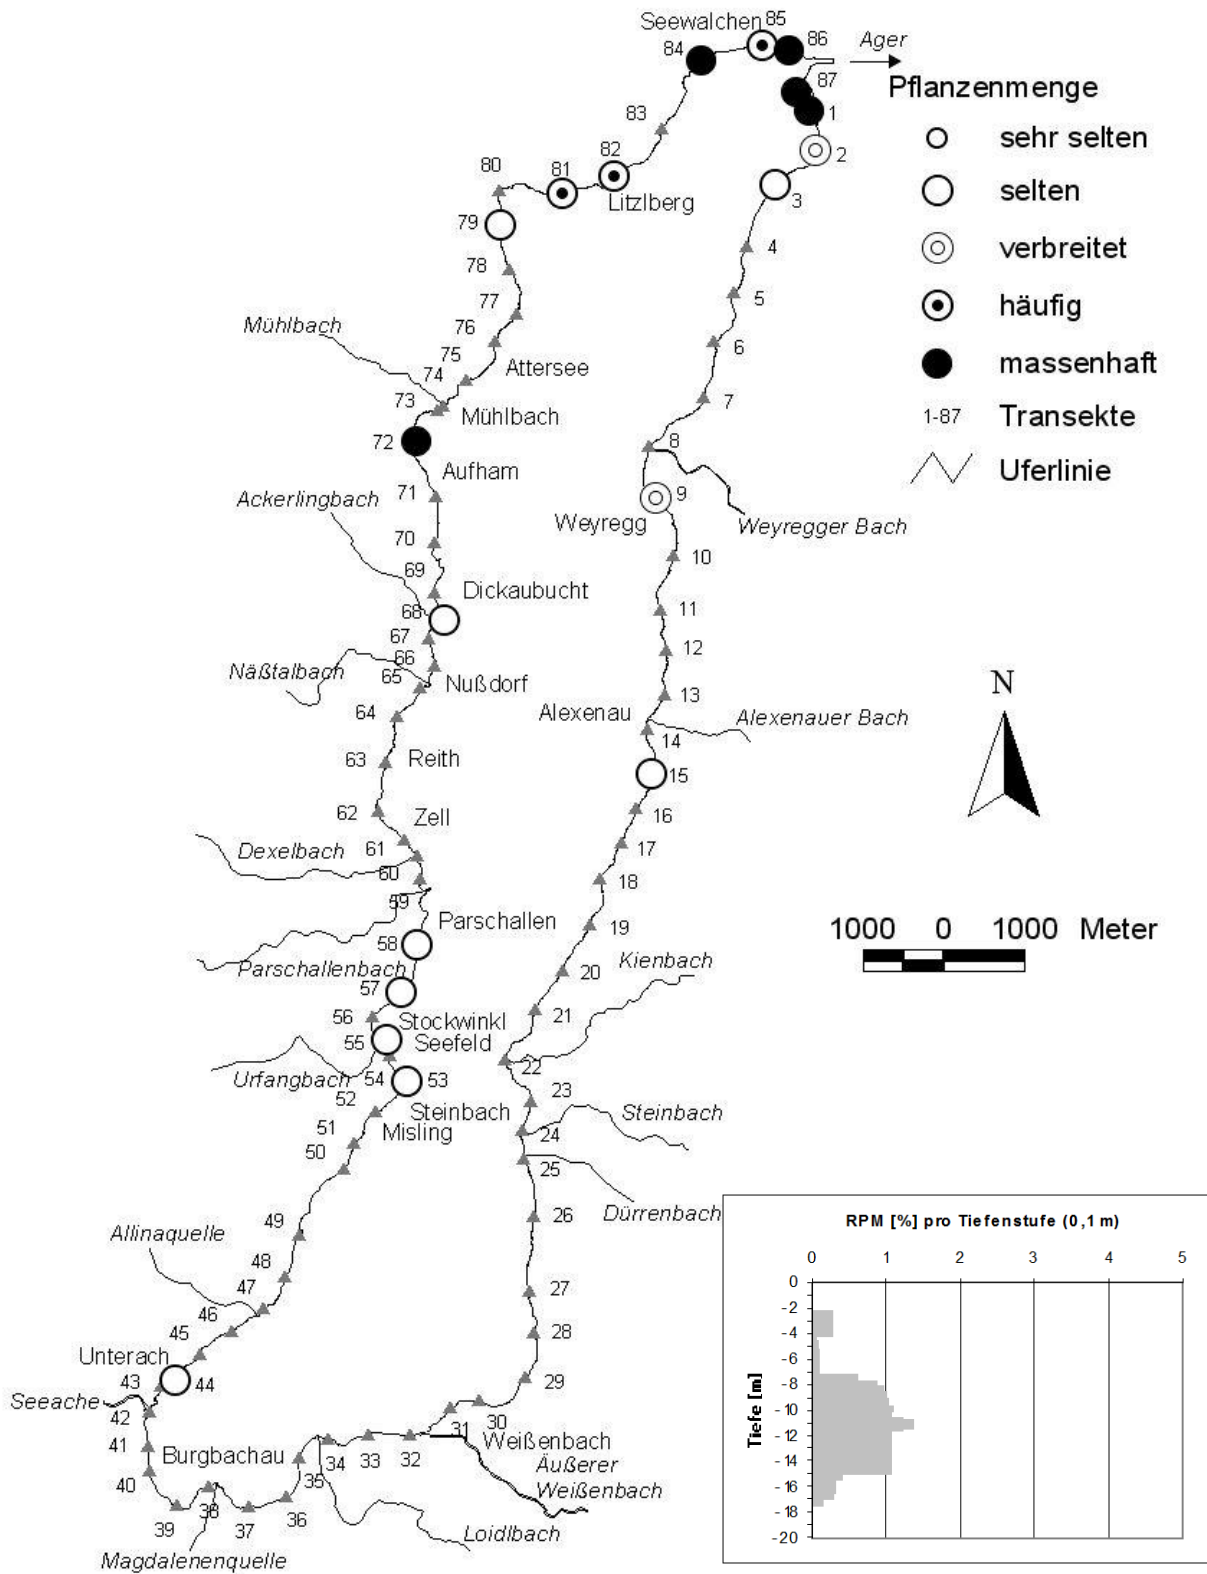 Seewalchen
85
84
86
Ager
87
Pflanzenmenge
1
83
sehr selten
82
2
80
81
selten
3
Litzlberg
79
4
verbreitet
78
5
häufig
77
Mühlbach
76
6
75
Attersee
massenhaft
74
7
73
Mühlbach
1-87
Transekte
72
8
Aufham
Uferlinie
71
9
Ackerlingbach
Weyregg
Weyregger Bach
70
10
69
Dickaubucht
68
11
67
66
12
Näßtalbach
65
Nußdorf
N
13
64
Alexenau
Alexenauer Bach
14
63
Reith
15
62
Zell
16
61
17
Dexelbach
60
18
59
Parschallen
19
1000 0 1000 Meter
58
Kienbach
Parschallenbach
20
57
56
Stockwinkl
21
55
Seefeld
22
Urfangbach
54
53
23
52
Steinbach
Steinbach
51
Misling
24
50
25
Dürrenbach
26
49
Allinaquelle
48
27
47
46
28
45
Unterach
29
43
44
Seeache
30
42
31
41
Burgbachau
34
33
32
Weißenbach
Äußerer
Weißenbach
40
35
36
39
38
37
Loidlbach
Magdalenenquelle
RPM [%] pro Tiefenstufe (0,1 m)
0 1 2 3 4 5
Tiefe [m]
0
-2
-4
-6
-8
-10
-12
-14
-16
-18
-20